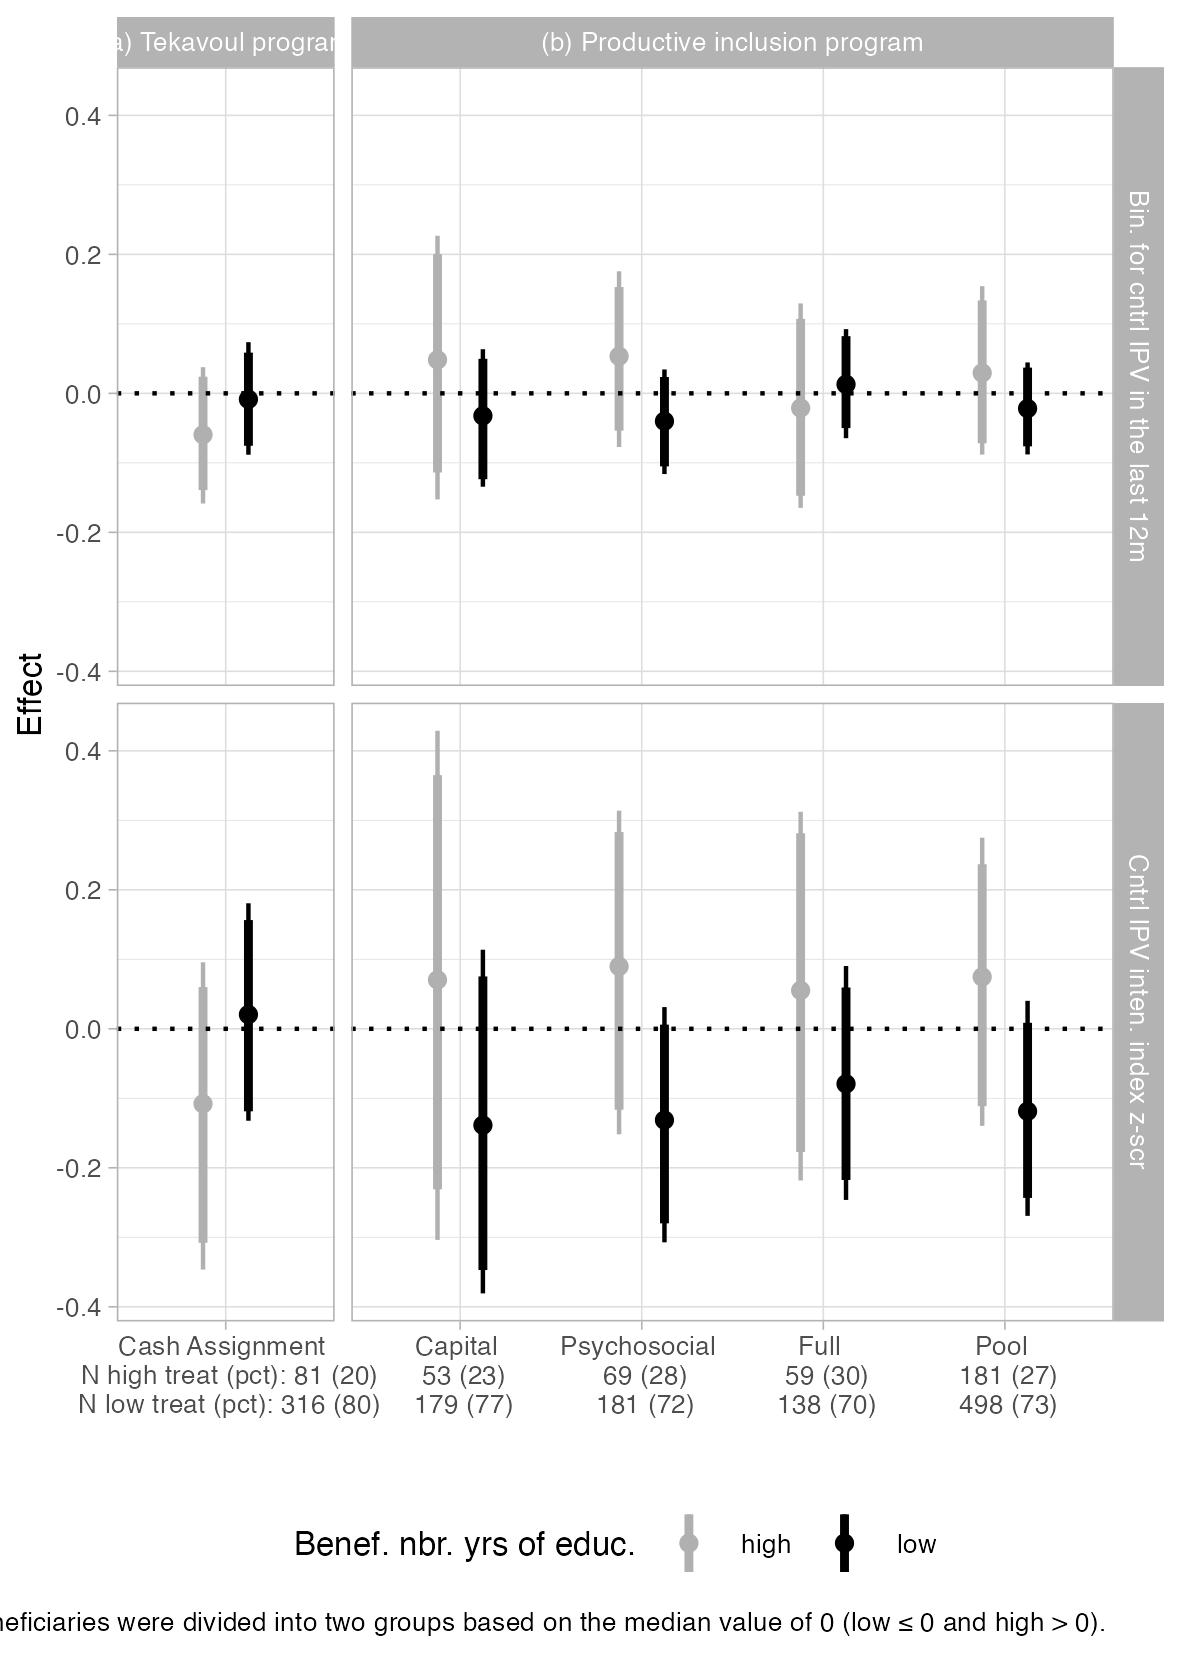 a) Tekavoul program
(b) Productive inclusion program
0.4
0.2
0.0
-0.2
-0.4
Bin. for cntrl IPV in the last 12m
Effect
0.4
0.2
0.0
-0.2
-0.4
Cntrl IPV inten. index z-scr
Cash Assignment Capital Psychosocial Full Pool
N high treat (pct): 81 (20) 53 (23) 69 (28) 59 (30) 181 (27)
N low treat (pct): 316 (80) 179 (77) 181 (72) 138 (70) 498 (73)
Benef. nbr. yrs of educ. high low
neficiaries were divided into two groups based on the median value of 0 (low ≤ 0 and high > 0).